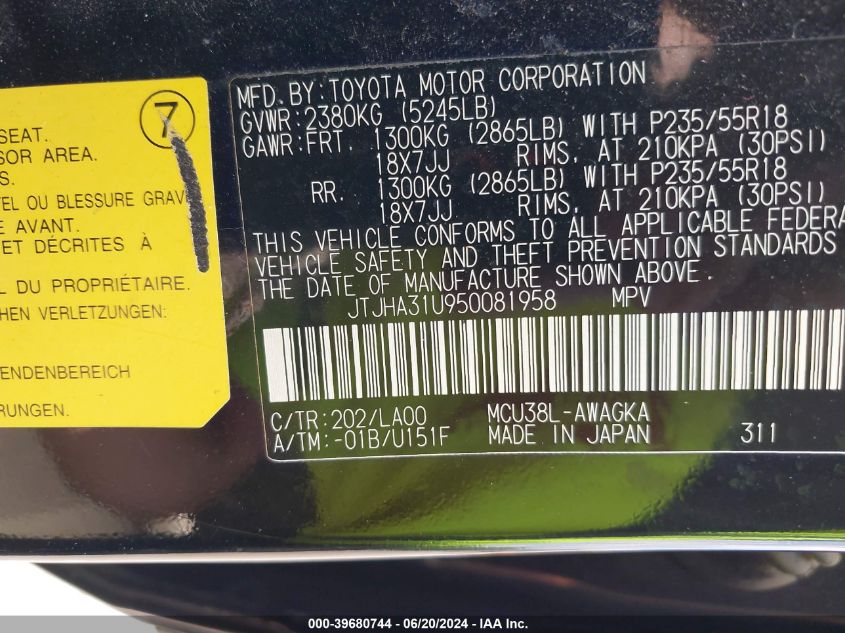 7
SEAT.
SOR AREA.
S.
EL OU BLESSURE GRAV
E AVANT.
ET DÉCRITES À
L DU PROPRIÉTAIRE.
CHEN VERLETZUNGEN:
ENDENBEREICH
RUNGEN.
MFD. BY: TOYOTA MOTOR CORPORATION
GVWR: 2380KG (5245LB)
GAWR: FRT. 1300KG (2865LB) WITH P235/55R18
18X7JJ RIMS, AT 210KPA (30PSI)
RR. 1300KG (2865LB) WITH P235/55R18
18X7JJ RIMS, AT 210KPA (30PSI)
THIS VEHICLE CONFORMS TO ALL APPLICABLE FEDERA
VEHICLE SAFETY AND THEFT PREVENTION STANDARDS
THE DATE OF MANUFACTURE SHOWN ABOVE.
JTJHA31U950081958 MPV
C/TR: 202/LA00 MCU38L-AWAGKA
A/TM: -01B/U151F MADE IN JAPAN 311
000-39680744 - 06/20/2024 - IAA Inc.